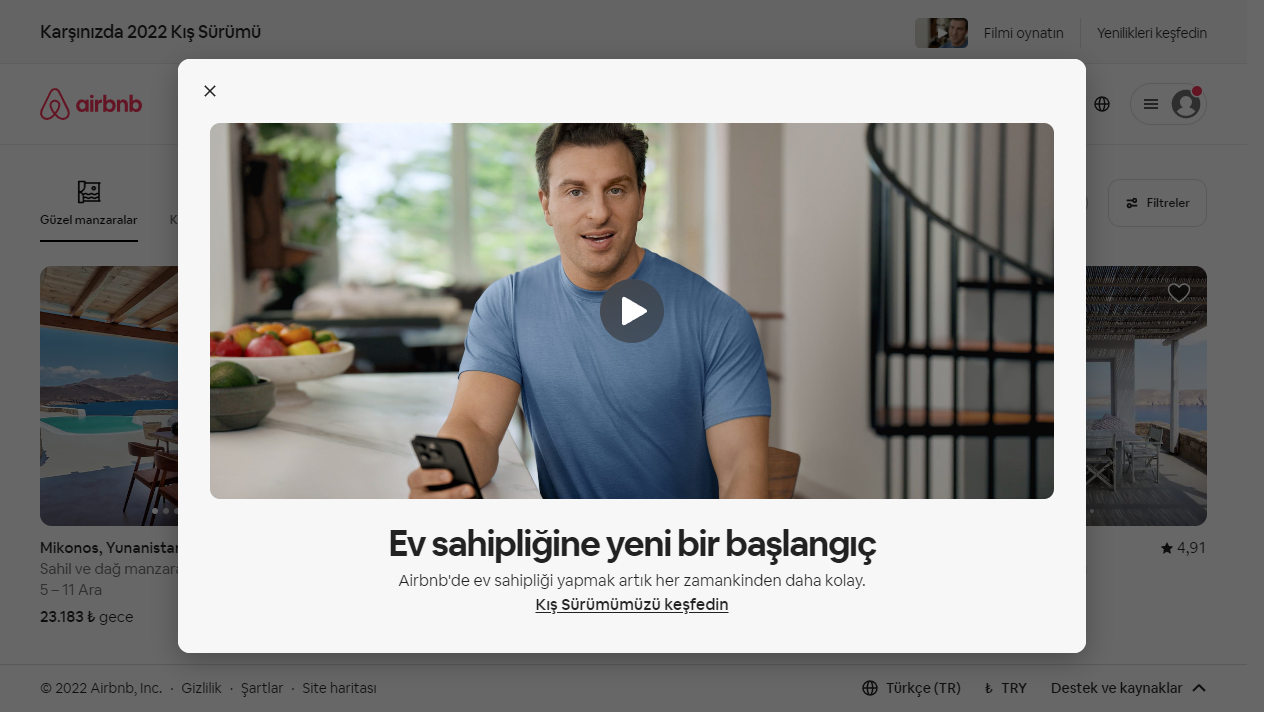 Karşınızda 2022 Kış Sürümü
Filmi oynatın
Yenilikleri keşfedin
airbnb
Güzel manzaralar
Filtreler
Ev sahipliğine yeni bir başlangıç
Airbnb'de ev sahipliği yapmak artık her zamankinden daha kolay.
Kış Sürümümüzü keşfedin
Mikonos, Yunanistan
4,91
Sahil ve dağ manzara
5 – 11 Ara
23.183 ₺ gece
© 2022 Airbnb, Inc. · Gizlilik · Şartlar · Site haritası
Türkçe (TR)
₺ TRY
Destek ve kaynaklar